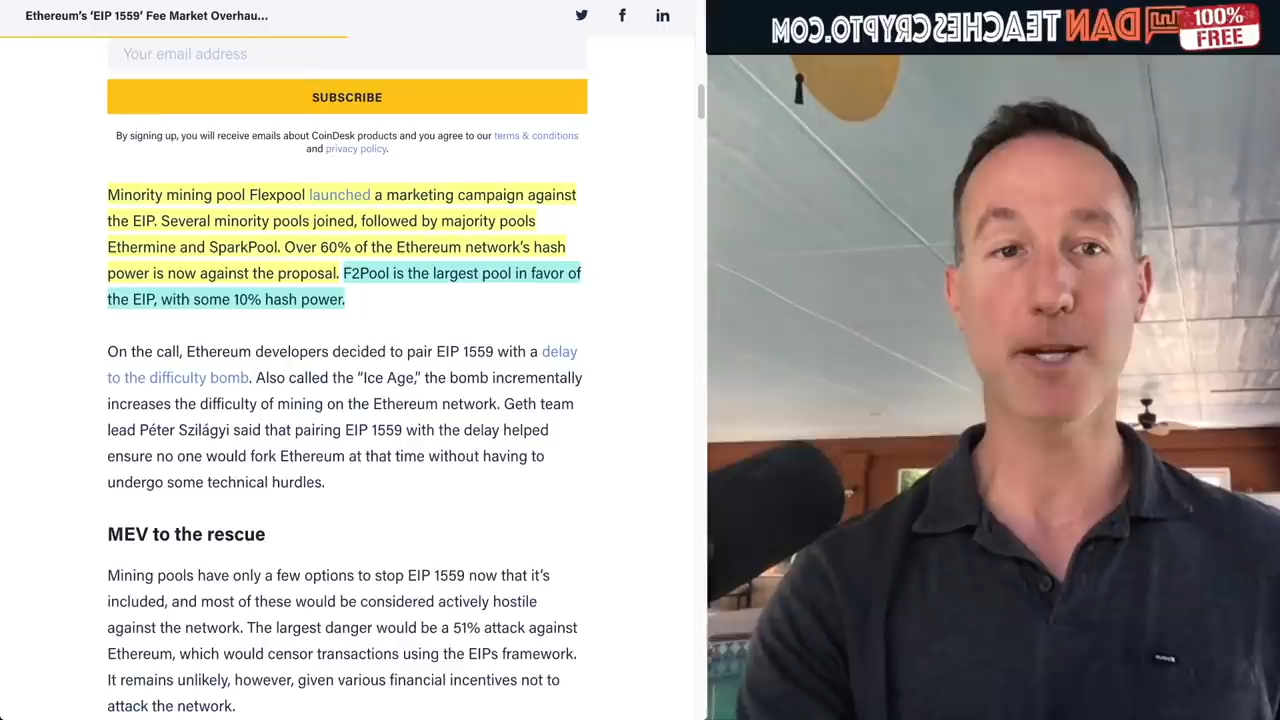 Ethereum's 'EIP 1559' Fee Market Overhau...
Your email address
SUBSCRIBE
By signing up, you will receive emails about CoinDesk products and you agree to our terms & conditions
and privacy policy.
Minority mining pool Flexpool launched a marketing campaign against
the EIP. Several minority pools joined, followed by majority pools
Ethermine and SparkPool. Over 60% of the Ethereum network's hash
power is now against the proposal. F2Pool is the largest pool in favor of
the EIP, with some 10% hash power.
On the call, Ethereum developers decided to pair EIP 1559 with a delay
to the difficulty bomb. Also called the “Ice Age,” the bomb incrementally
increases the difficulty of mining on the Ethereum network. Geth team
lead Péter Szilágyi said that pairing EIP 1559 with the delay helped
ensure no one would fork Ethereum at that time without having to
undergo some technical hurdles.
MEV to the rescue
Mining pools have only a few options to stop EIP 1559 now that it's
included, and most of these would be considered actively hostile
against the network. The largest danger would be a 51% attack against
Ethereum, which would censor transactions using the EIPs framework.
It remains unlikely, however, given various financial incentives not to
attack the network.
DANTEACHESCRYPTO.COM
100%
FREE